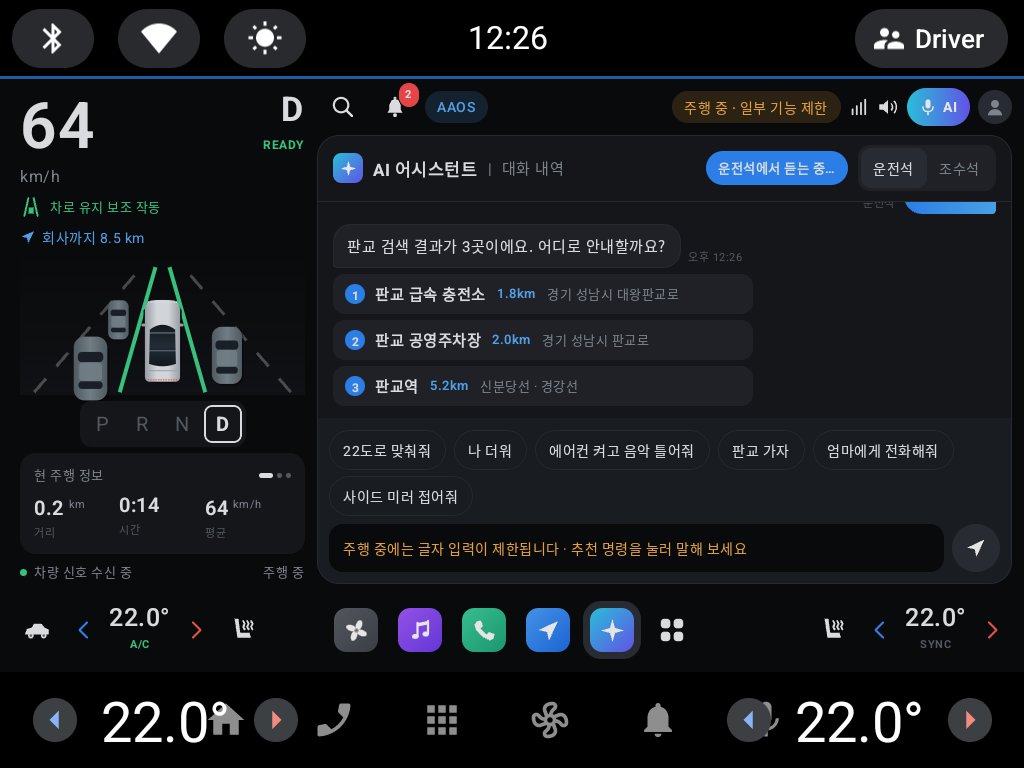 12:26
Driver
64
D
READY
km/h
차로 유지 보조 작동
회사까지 8.5 km
P R N D
현 주행 정보
0.2 km 0:14 64 km/h
거리 시간 평균
차량 신호 수신 중 주행 중
2
AAOS
주행 중 · 일부 기능 제한
AI
AI 어시스턴트 | 대화 내역
운전석에서 듣는 중…
운전석 조수석
운전석
판교 검색 결과가 3곳이에요. 어디로 안내할까요?
오후 12:26
1 판교 급속 충전소 1.8km 경기 성남시 대왕판교로
2 판교 공영주차장 2.0km 경기 성남시 판교로
3 판교역 5.2km 신분당선 · 경강선
22도로 맞춰줘 나 더워 에어컨 켜고 음악 틀어줘 판교 가자 엄마에게 전화해줘
사이드 미러 접어줘
주행 중에는 글자 입력이 제한됩니다 · 추천 명령을 눌러 말해 보세요
22.0°
A/C
22.0°
SYNC
22.0°
22.0°